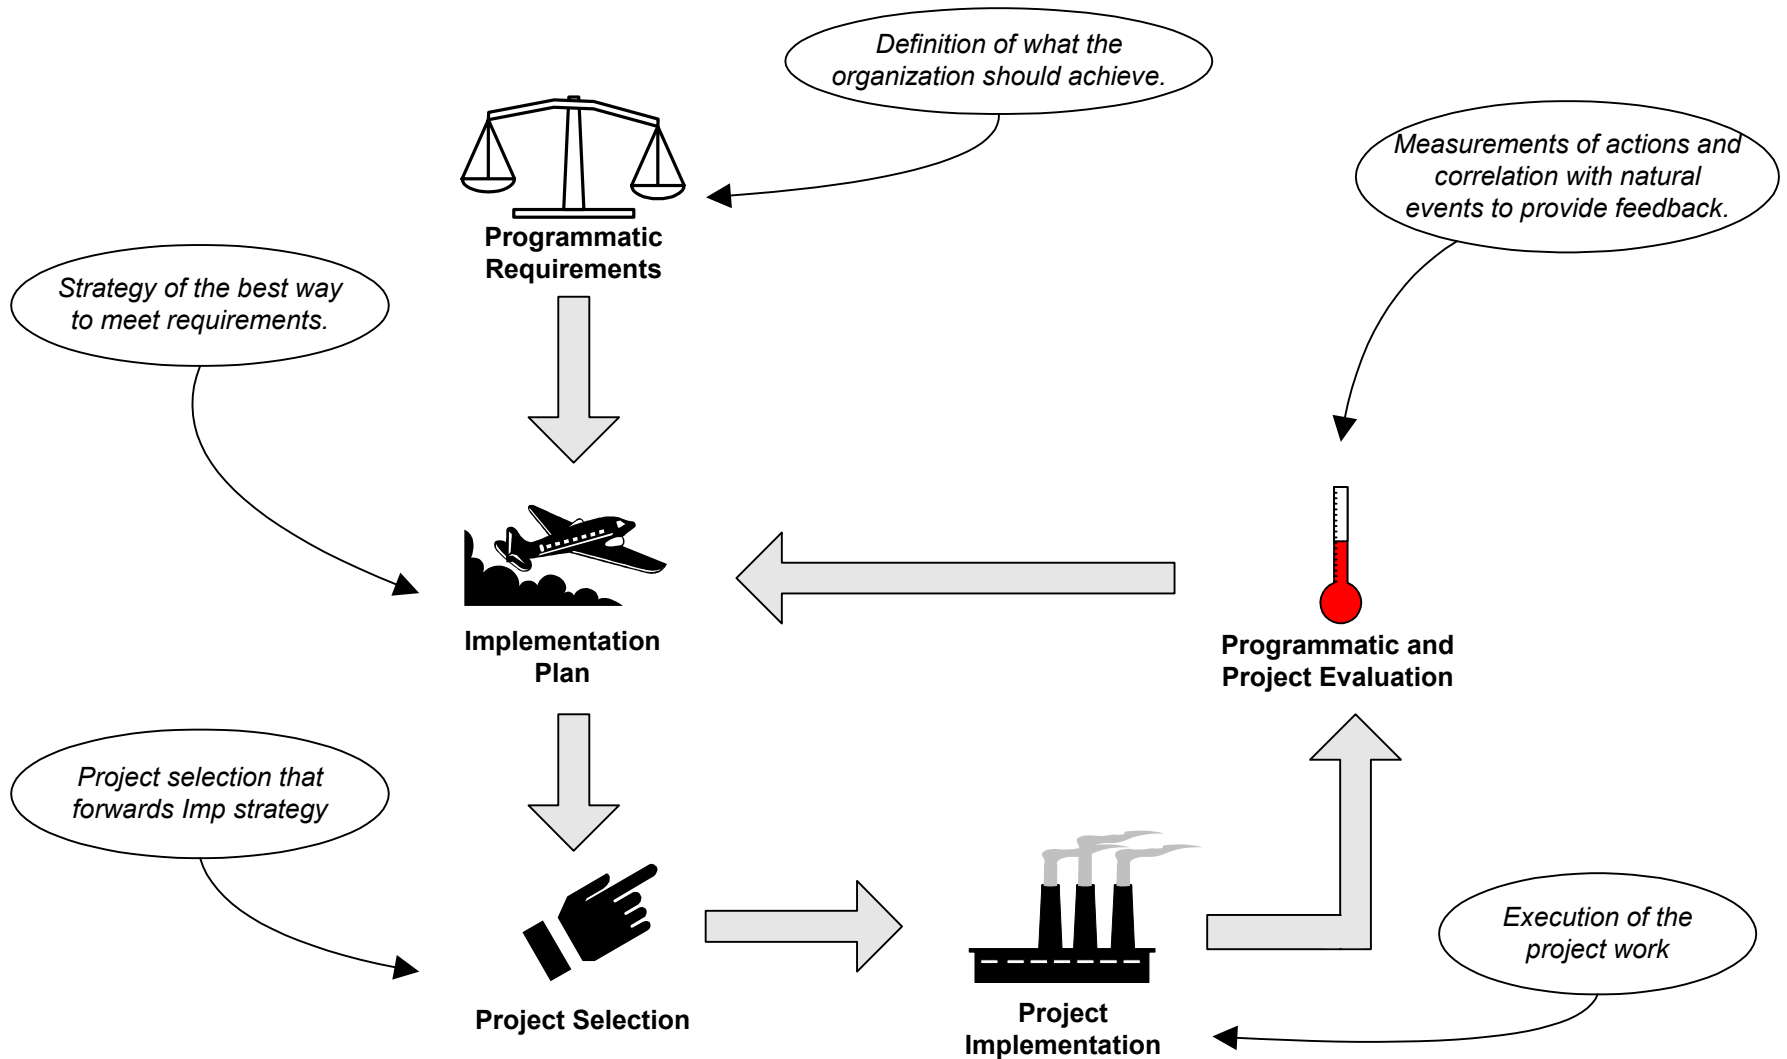 Definition of what the
organization should achieve.
Measurements of actions and
correlation with natural
events to provide feedback.
Programmatic
Requirements
Strategy of the best way
to meet requirements.
Implementation
Plan
Programmatic and
Project Evaluation
Project selection that
forwards Imp strategy
Execution of the
project work
Project Selection
Project
Implementation